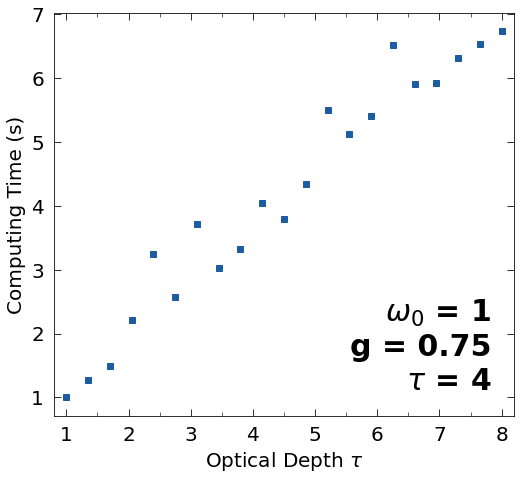 7
6
5
4
3
2
1
Computing Time (s)
ω₀ = 1
g = 0.75
τ = 4
1 2 3 4 5 6 7 8
Optical Depth τ